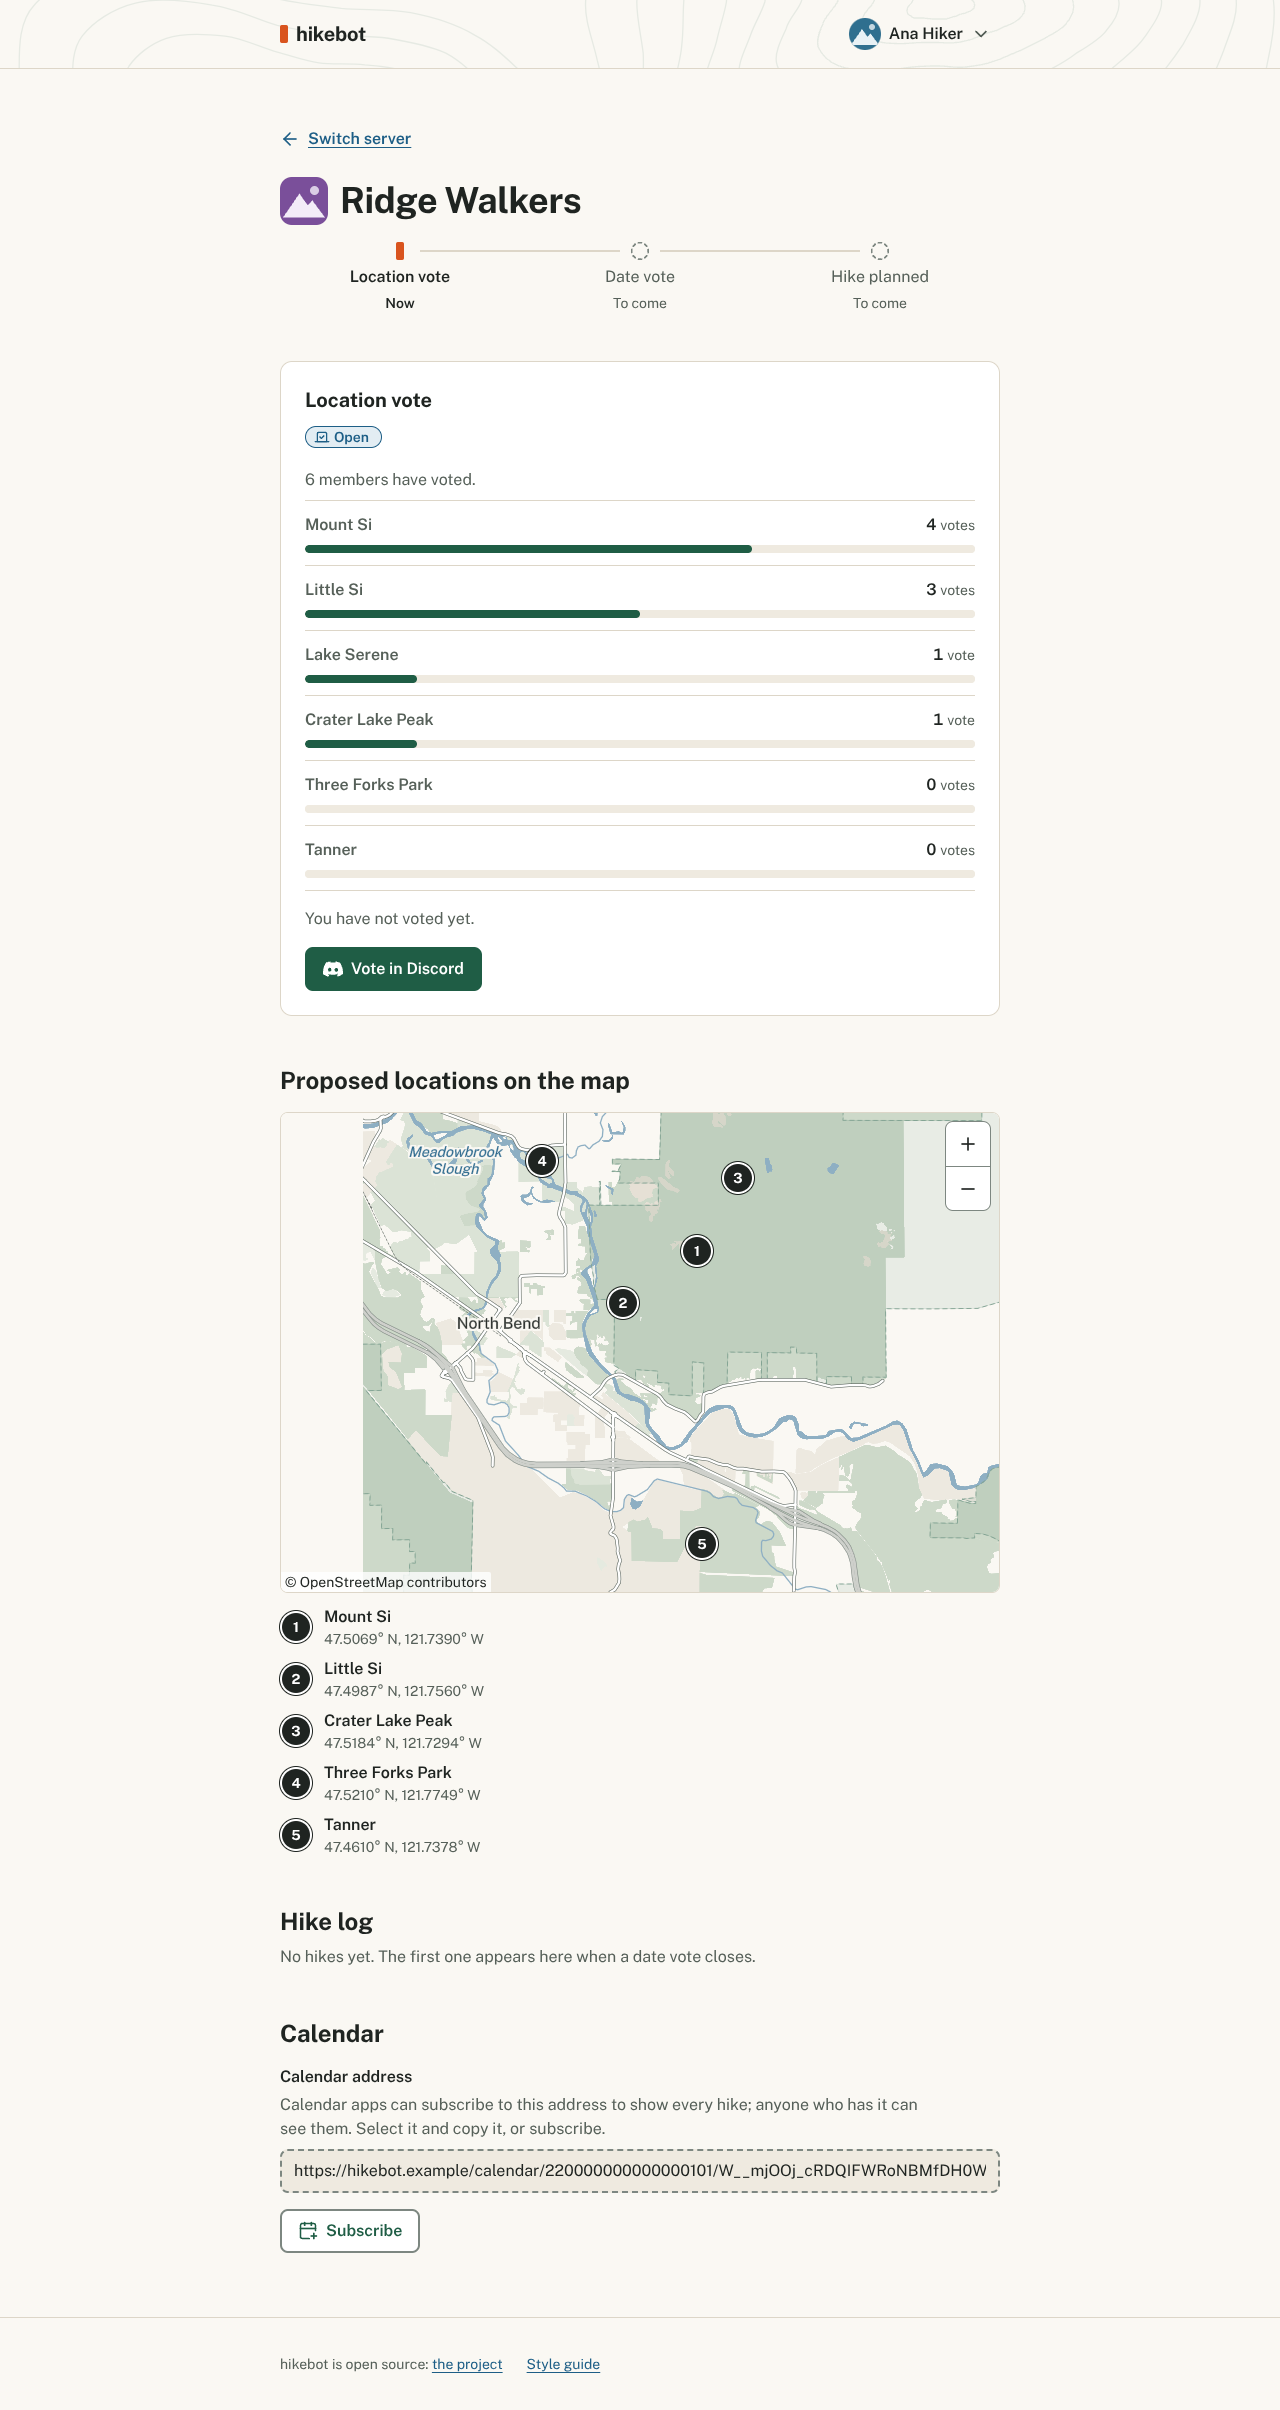 hikebot
Ana Hiker
Switch server
Ridge Walkers
Location vote
Now
Date vote
To come
Hike planned
To come
Location vote
Open
6 members have voted.
Mount Si
4 votes
Little Si
3 votes
Lake Serene
1 vote
Crater Lake Peak
1 vote
Three Forks Park
0 votes
Tanner
0 votes
You have not voted yet.
Vote in Discord
Proposed locations on the map
Meadowbrook
Slough
4
3
1
2
North Bend
5
+
−
© OpenStreetMap contributors
1
Mount Si
47.5069° N, 121.7390° W
2
Little Si
47.4987° N, 121.7560° W
3
Crater Lake Peak
47.5184° N, 121.7294° W
4
Three Forks Park
47.5210° N, 121.7749° W
5
Tanner
47.4610° N, 121.7378° W
Hike log
No hikes yet. The first one appears here when a date vote closes.
Calendar
Calendar address
Calendar apps can subscribe to this address to show every hike; anyone who has it can
see them. Select it and copy it, or subscribe.
https://hikebot.example/calendar/220000000000000101/W__mjOOj_cRDQIFWRoNBMfDH0W
Subscribe
hikebot is open source: the project
Style guide